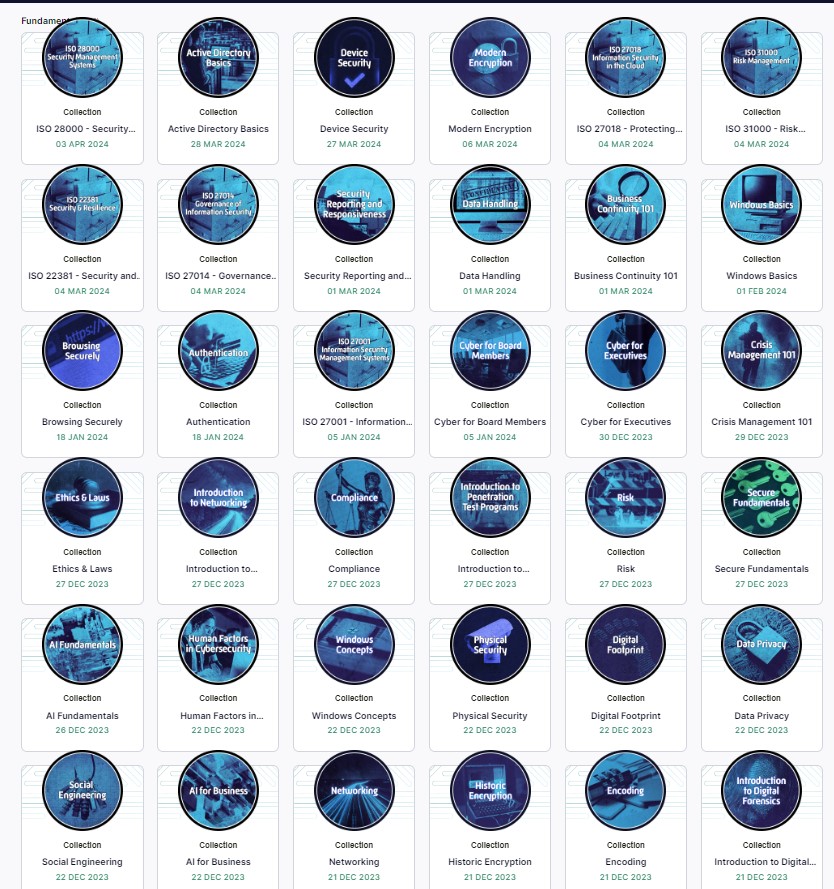 Fundament
ISO 28000
Security Management
Systems
Collection
ISO 28000 - Security...
03 APR 2024
Active Directory
Basics
Collection
Active Directory Basics
28 MAR 2024
Device
Security
Collection
Device Security
27 MAR 2024
Modern
Encryption
Collection
Modern Encryption
06 MAR 2024
ISO 27018
Information Security
in the Cloud
Collection
ISO 27018 - Protecting...
04 MAR 2024
ISO 31000
Risk Management
Collection
ISO 31000 - Risk...
04 MAR 2024
ISO 22381
Security & Resilience
Collection
ISO 22381 - Security and..
04 MAR 2024
ISO 27014
Governance of
Information Security
Collection
ISO 27014 - Governance..
04 MAR 2024
Security
Reporting and
Responsiveness
Collection
Security Reporting and...
01 MAR 2024
CONFIDENTIAL
Data Handling
Collection
Data Handling
01 MAR 2024
Business
Continuity 101
Collection
Business Continuity 101
01 MAR 2024
Windows Basics
Collection
Windows Basics
01 FEB 2024
https://
Browsing
Securely
Collection
Browsing Securely
18 JAN 2024
Authentication
Collection
Authentication
18 JAN 2024
ISO 27001
Information Security
Management Systems
Collection
ISO 27001 - Information...
05 JAN 2024
Cyber for Board
Members
Collection
Cyber for Board Members
05 JAN 2024
Cyber for
Executives
Collection
Cyber for Executives
30 DEC 2023
Crisis
Management 101
Collection
Crisis Management 101
29 DEC 2023
Ethics & Laws
Collection
Ethics & Laws
27 DEC 2023
Introduction
to Networking
Collection
Introduction to...
27 DEC 2023
Compliance
Collection
Compliance
27 DEC 2023
Introduction to
Penetration
Test Programs
Collection
Introduction to...
27 DEC 2023
Risk
Collection
Risk
27 DEC 2023
Secure
Fundamentals
Collection
Secure Fundamentals
27 DEC 2023
AI Fundamentals
Collection
AI Fundamentals
26 DEC 2023
Human Factors
in Cybersecurity
Collection
Human Factors in...
22 DEC 2023
Windows
Concepts
Collection
Windows Concepts
22 DEC 2023
Physical
Security
Collection
Physical Security
22 DEC 2023
Digital
Footprint
Collection
Digital Footprint
22 DEC 2023
Data Privacy
Collection
Data Privacy
22 DEC 2023
Social
Engineering
Collection
Social Engineering
22 DEC 2023
AI for Business
Collection
AI for Business
22 DEC 2023
Networking
Collection
Networking
21 DEC 2023
Historic
Encryption
Collection
Historic Encryption
21 DEC 2023
Encoding
Collection
Encoding
21 DEC 2023
Introduction
to Digital
Forensics
Collection
Introduction to Digital...
21 DEC 2023